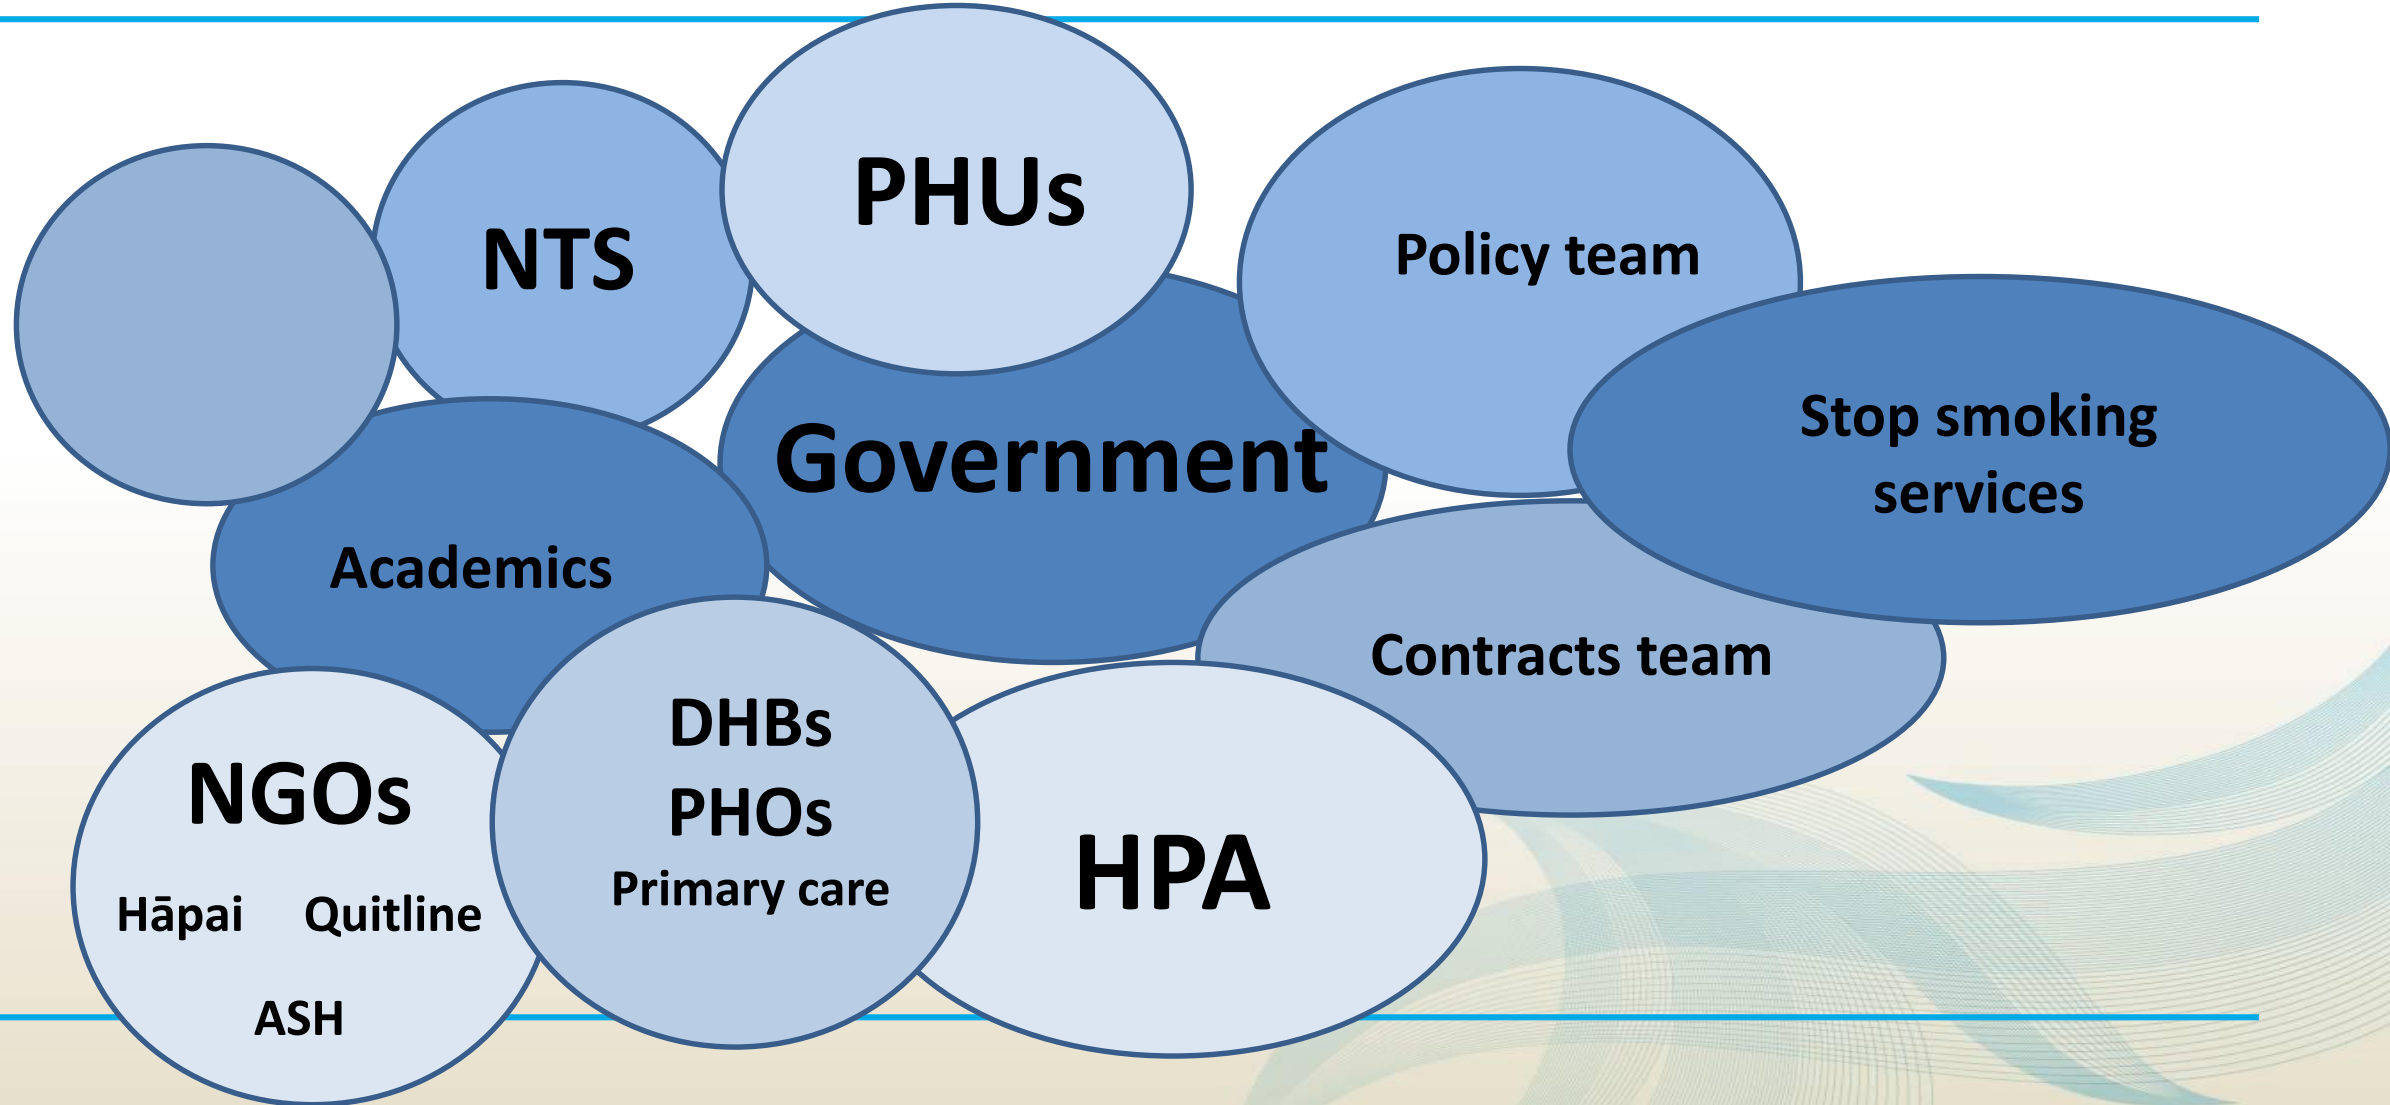 PHUs
NTS
Policy team
Government
Stop smoking
services
Academics
Contracts team
DHBs
PHOs
Primary care
NGOs
Hāpai Quitline
ASH
HPA